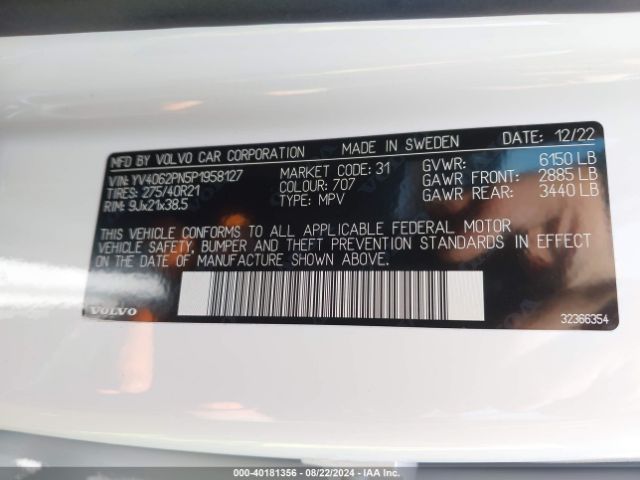 MFD BY VOLVO CAR CORPORATION MADE IN SWEDEN DATE: 12/22
VIN: YV4062PN5P1958127 MARKET CODE: 31 GVWR: 6150 LB
TIRES: 275/40R21 COLOUR: 707 GAWR FRONT: 2885 LB
RIM: 9Jx21x38.5 TYPE: MPV GAWR REAR: 3440 LB
THIS VEHICLE CONFORMS TO ALL APPLICABLE FEDERAL MOTOR
VEHICLE SAFETY, BUMPER AND THEFT PREVENTION STANDARDS IN EFFECT
ON THE DATE OF MANUFACTURE SHOWN ABOVE.
VOLVO 32366354
000-40181356 - 08/22/2024 - IAA Inc.